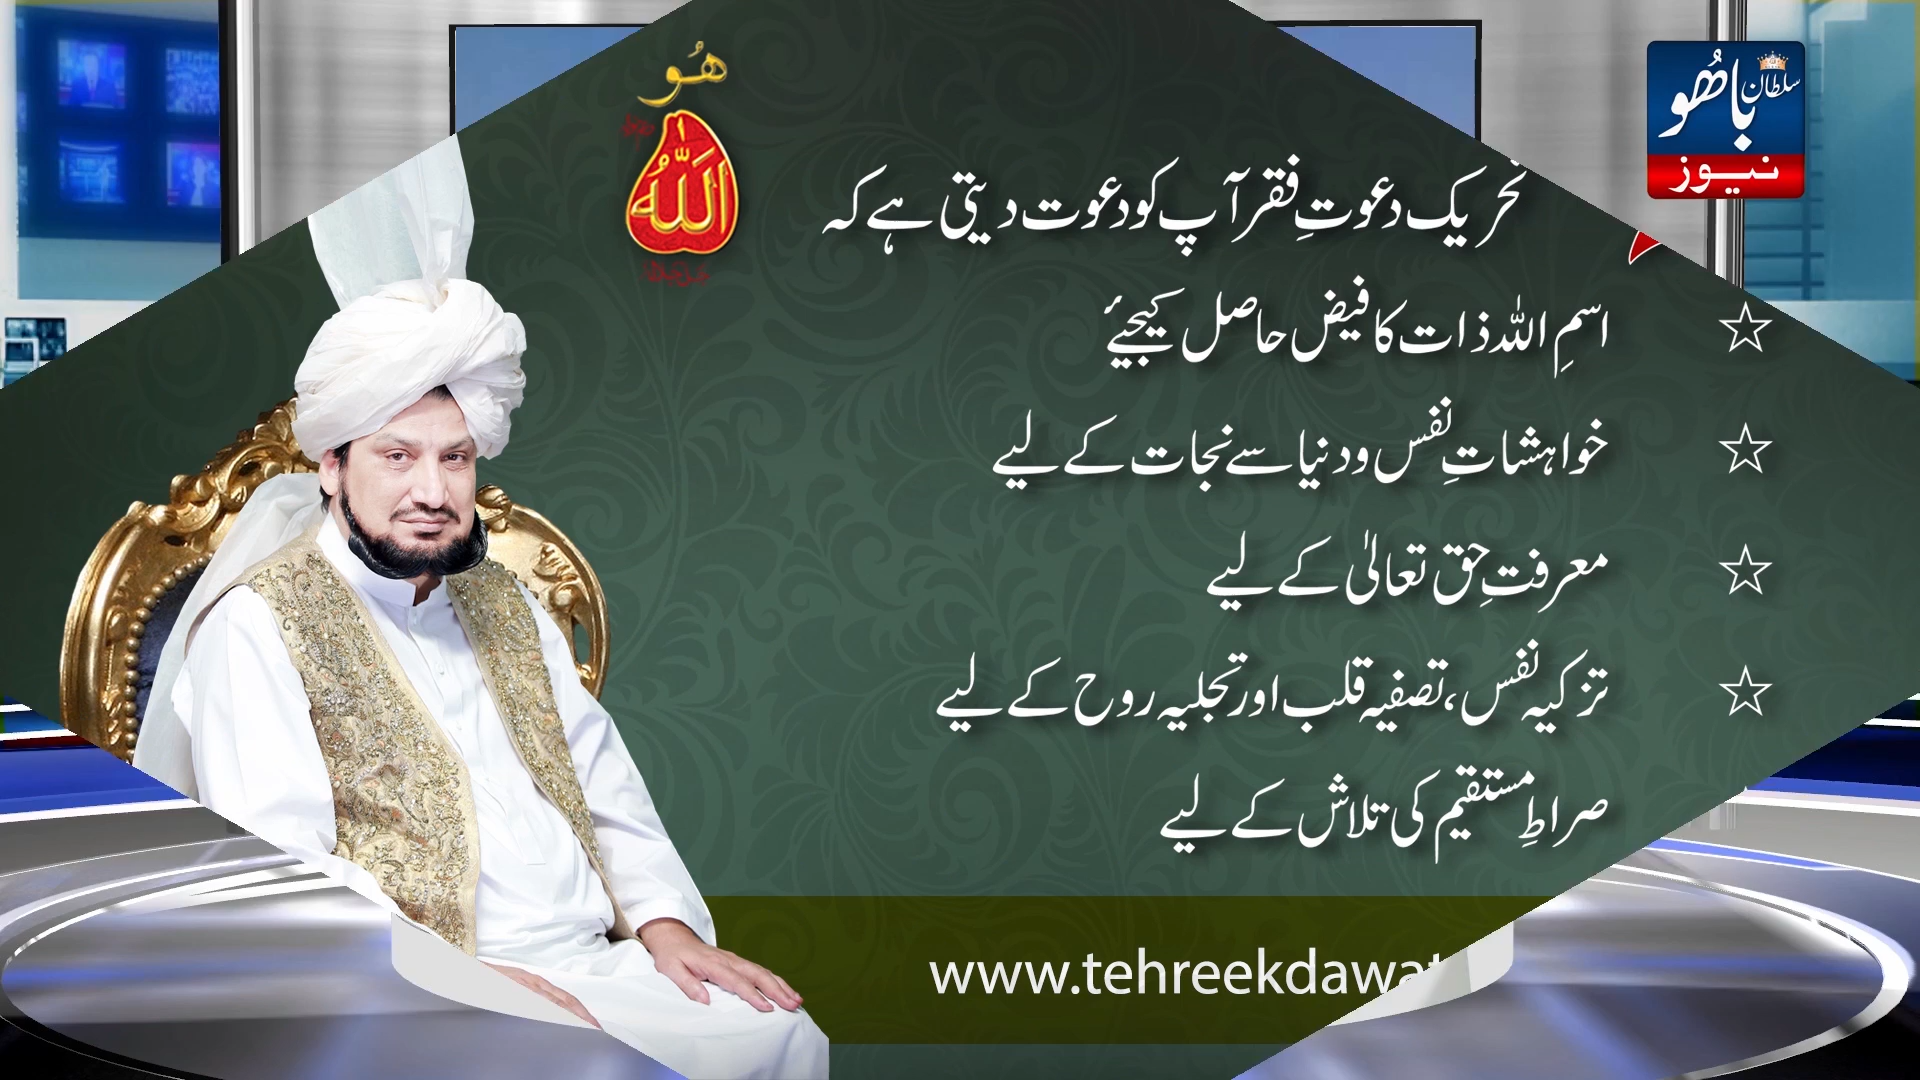 ھُو
اَللّٰہُ
سلطان باھُو
نیوز
تحریک دعوتِ فقر آپ کو دعوت دیتی ہے کہ
☆ اسمِ اللہ ذات کا فیض حاصل کیجیئے
☆ خواہشاتِ نفس و دنیا سے نجات کے لیے
☆ معرفتِ حق تعالیٰ کے لیے
☆ تزکیہ نفس، تصفیہ قلب اور تجلیہ روح کے لیے
صراطِ مستقیم کی تلاش کے لیے
www.tehreekdawat